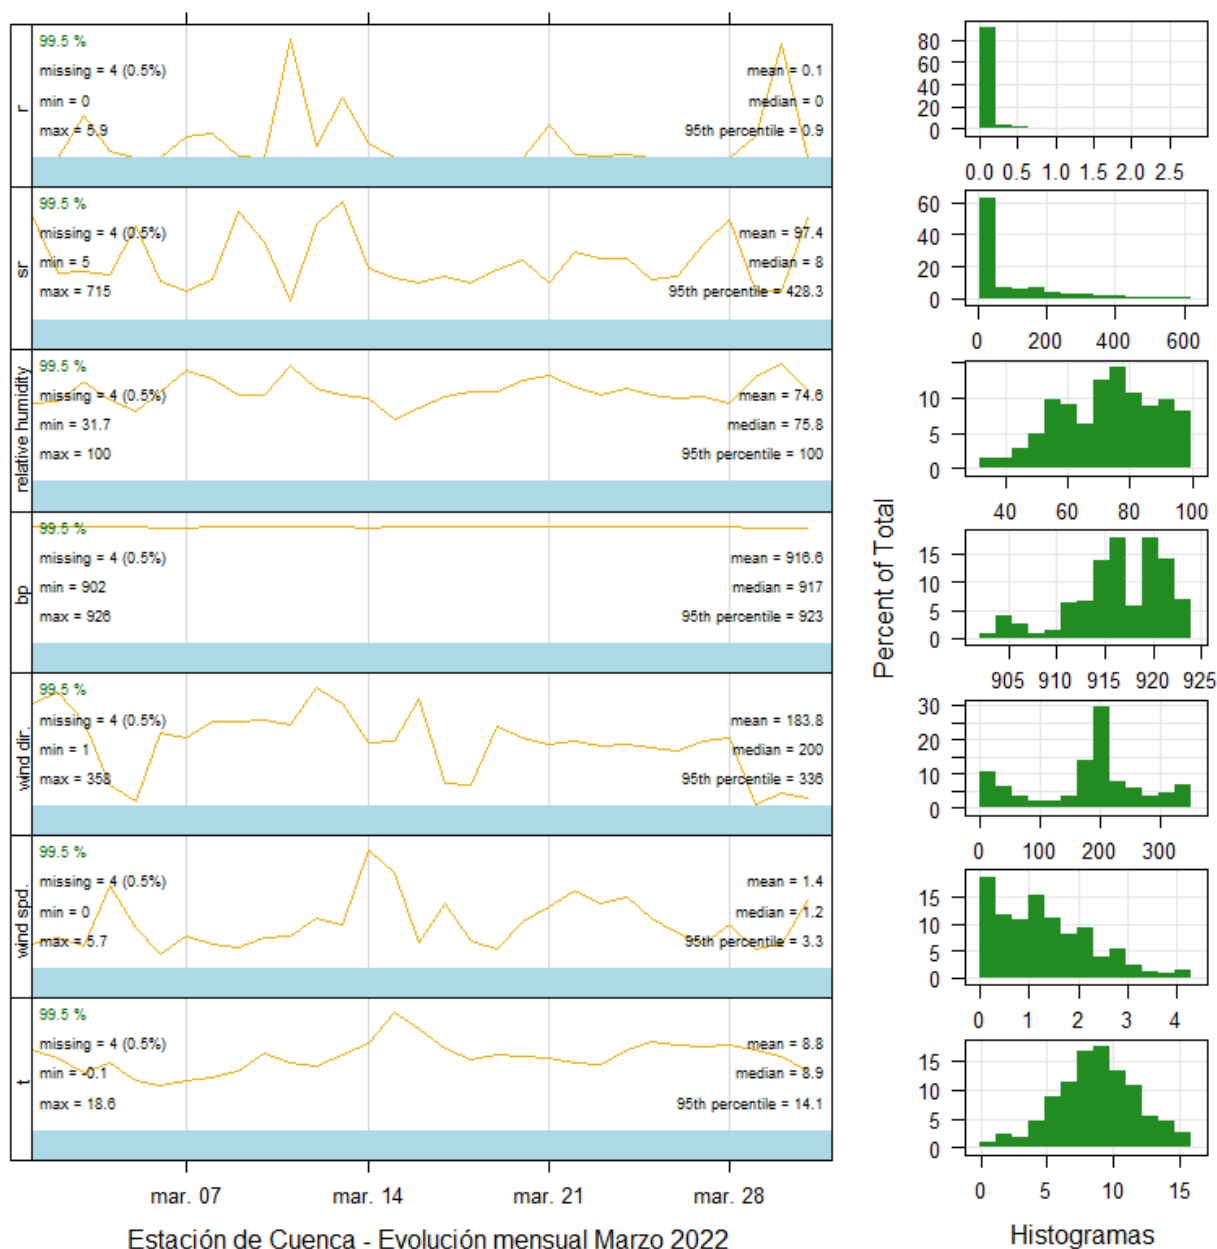 r
99.5 %
missing = 4 (0.5%)
min = 0
max = 5.9
mean = 0.1
median = 0
95th percentile = 0.9
sr
99.5 %
missing = 4 (0.5%)
min = 5
max = 715
mean = 97.4
median = 8
95th percentile = 428.3
relative humidity
99.5 %
missing = 4 (0.5%)
min = 31.7
max = 100
mean = 74.6
median = 75.8
95th percentile = 100
bp
99.5 %
missing = 4 (0.5%)
min = 902
max = 926
mean = 916.6
median = 917
95th percentile = 923
wind dir.
99.5 %
missing = 4 (0.5%)
min = 1
max = 358
mean = 183.8
median = 200
95th percentile = 336
wind spd.
99.5 %
missing = 4 (0.5%)
min = 0
max = 5.7
mean = 1.4
median = 1.2
95th percentile = 3.3
t
99.5 %
missing = 4 (0.5%)
min = -0.1
max = 18.6
mean = 8.8
median = 8.9
95th percentile = 14.1
mar. 07 mar. 14 mar. 21 mar. 28
Estación de Cuenca - Evolución mensual Marzo 2022
Percent of Total
80
60
40
20
0
0.0 0.5 1.0 1.5 2.0 2.5
60
40
20
0
0 200 400 600
10
5
0
40 60 80 100
15
10
5
0
905 910 915 920 925
30
20
10
0
0 100 200 300
15
10
5
0
0 1 2 3 4
15
10
5
0
0 5 10 15
Histogramas